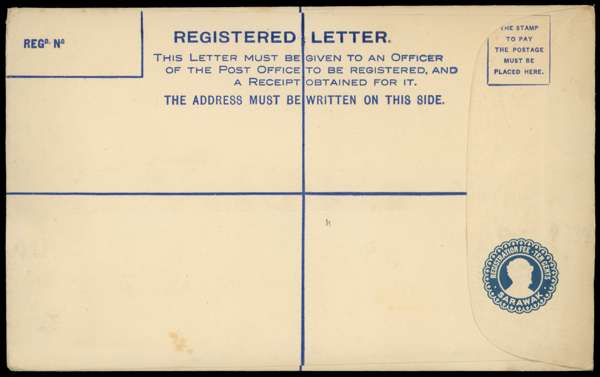 REGD. No
REGISTERED LETTER.
THIS LETTER MUST BE GIVEN TO AN OFFICER
OF THE POST OFFICE TO BE REGISTERED, AND
A RECEIPT OBTAINED FOR IT.
THE ADDRESS MUST BE WRITTEN ON THIS SIDE.
THE STAMP
TO PAY
THE POSTAGE
MUST BE
PLACED HERE.
REGISTRATION FEE · TEN CENTS
SARAWAK